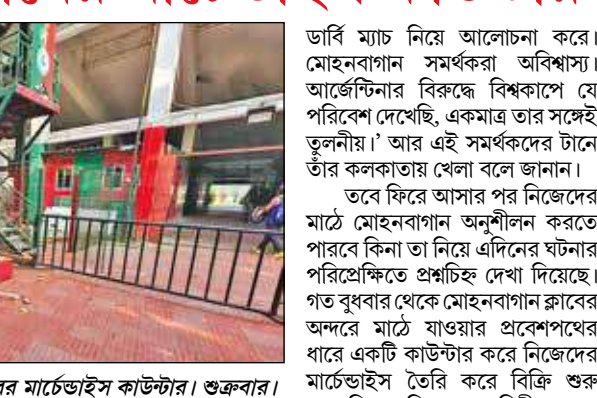 ডার্বি ম্যাচ নিয়ে আলোচনা করে।
মোহনবাগান সমর্থকরা অবিশ্বাস্য।
আর্জেন্টিনার বিরুদ্ধে বিশ্বকাপে যে
পরিবেশ দেখেছি, একমাত্র তার সঙ্গেই
তুলনীয়।’ আর এই সমর্থকদের টানে
তাঁর কলকাতায় খেলা বলে জানান।
তবে ফিরে আসার পর নিজেদের
মাঠে মোহনবাগান অনুশীলন করতে
পারবে কিনা তা নিয়ে এদিনের ঘটনার
পরিপ্রেক্ষিতে প্রশ্নচিহ্ন দেখা দিয়েছে।
গত বুধবার থেকে মোহনবাগান ক্লাবের
অন্দরে মাঠে যাওয়ার প্রবেশপথের
ধারে একটি কাউন্টার করে নিজেদের
মার্চেন্ডাইস তৈরি করে বিক্রি শুরু
মার্চেন্ডাইস কাউন্টার। শুক্রবার।